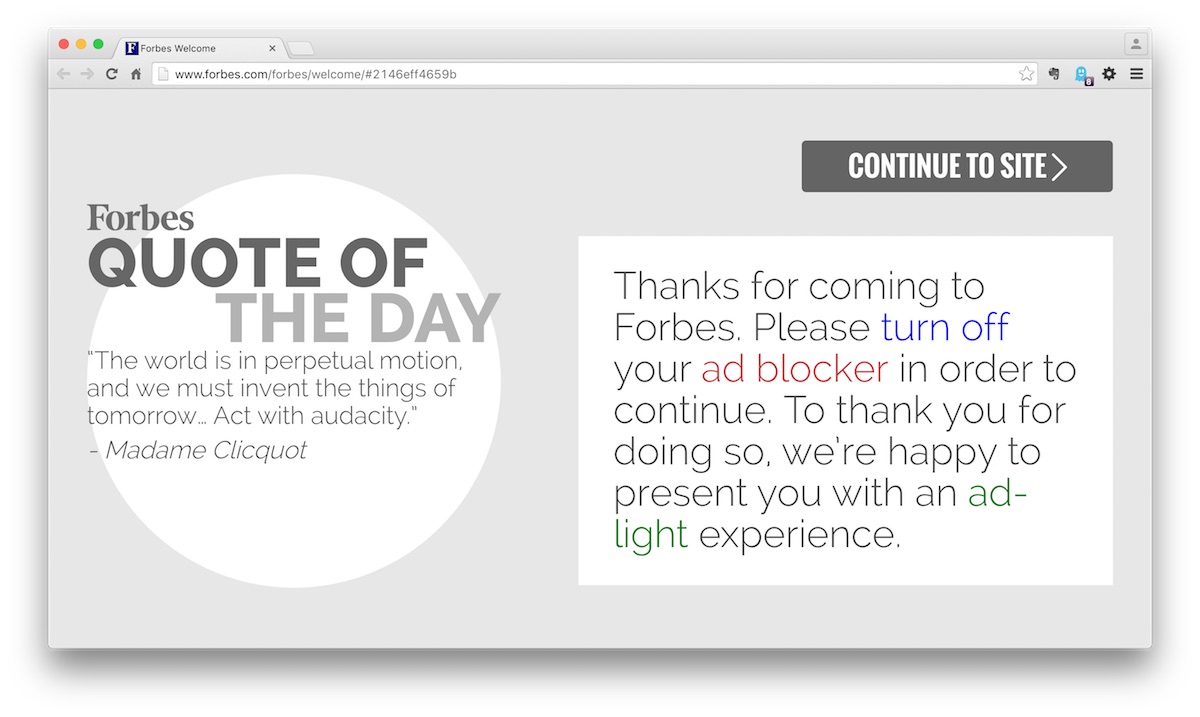 Forbes Welcome
www.forbes.com/forbes/welcome/#2146eff4659b
CONTINUE TO SITE
Forbes
QUOTE OF
THE DAY
“The world is in perpetual motion,
and we must invent the things of
tomorrow… Act with audacity.”
- Madame Clicquot
Thanks for coming to
Forbes. Please turn off
your ad blocker in order to
continue. To thank you for
doing so, we’re happy to
present you with an ad-
light experience.